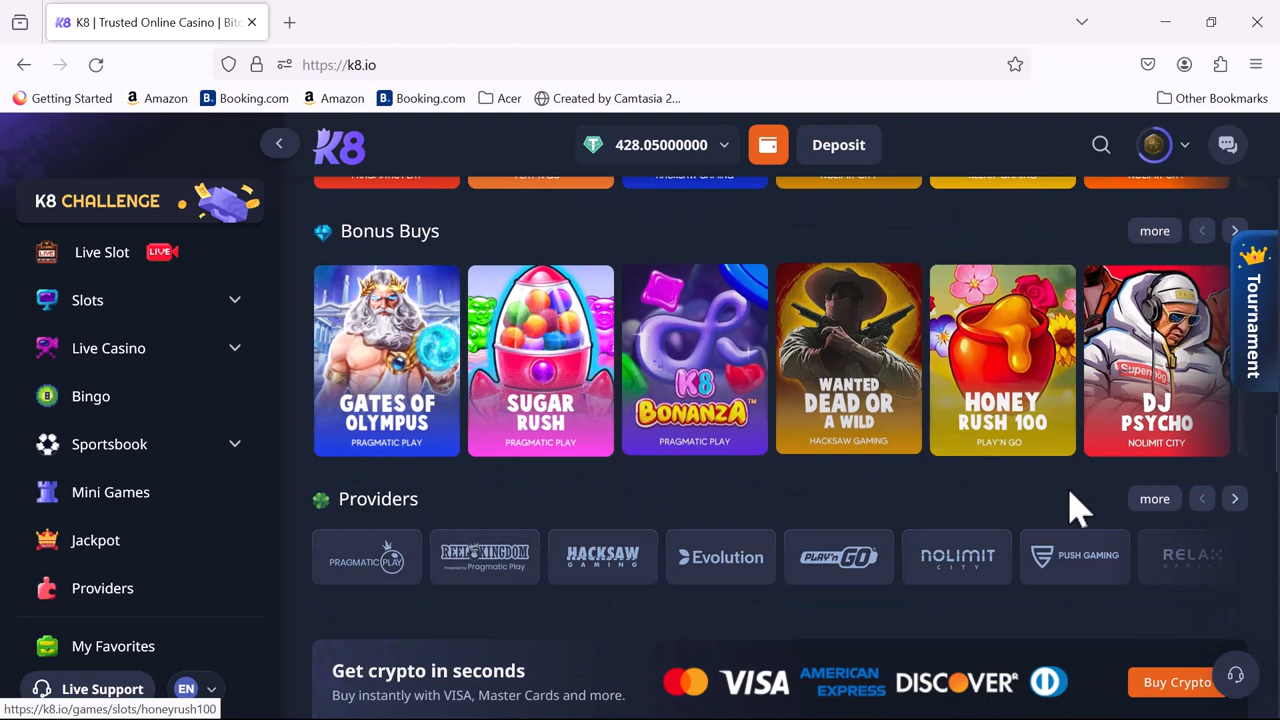 K8 | Trusted Online Casino | Bitc
https://k8.io
Getting Started
Amazon
Booking.com
Amazon
Booking.com
Acer
Created by Camtasia 2...
Other Bookmarks
K8
428.05000000
Deposit
K8 CHALLENGE
Live Slot
LIVE
Slots
Live Casino
Bingo
Sportsbook
Mini Games
Jackpot
Providers
My Favorites
Live Support
EN
https://k8.io/games/slots/honeyrush100
Bonus Buys
more
GATES OF
OLYMPUS
PRAGMATIC PLAY
SUGAR
RUSH
PRAGMATIC PLAY
K8
BONANZA™
PRAGMATIC PLAY
WANTED
DEAD OR
A WILD
HACKSAW GAMING
HONEY
RUSH 100
PLAY'N GO
DJ
PSYCHO
NOLIMIT CITY
Tournament
Providers
more
PRAGMATIC PLAY
REEL KINGDOM
Powered by Pragmatic Play
HACKSAW
GAMING
Evolution
PLAY'n GO
NOLIMIT
CITY
PUSH GAMING
RELAX
GAMING
Get crypto in seconds
Buy instantly with VISA, Master Cards and more.
VISA
AMERICAN
EXPRESS
DISCOVER
Buy Crypto